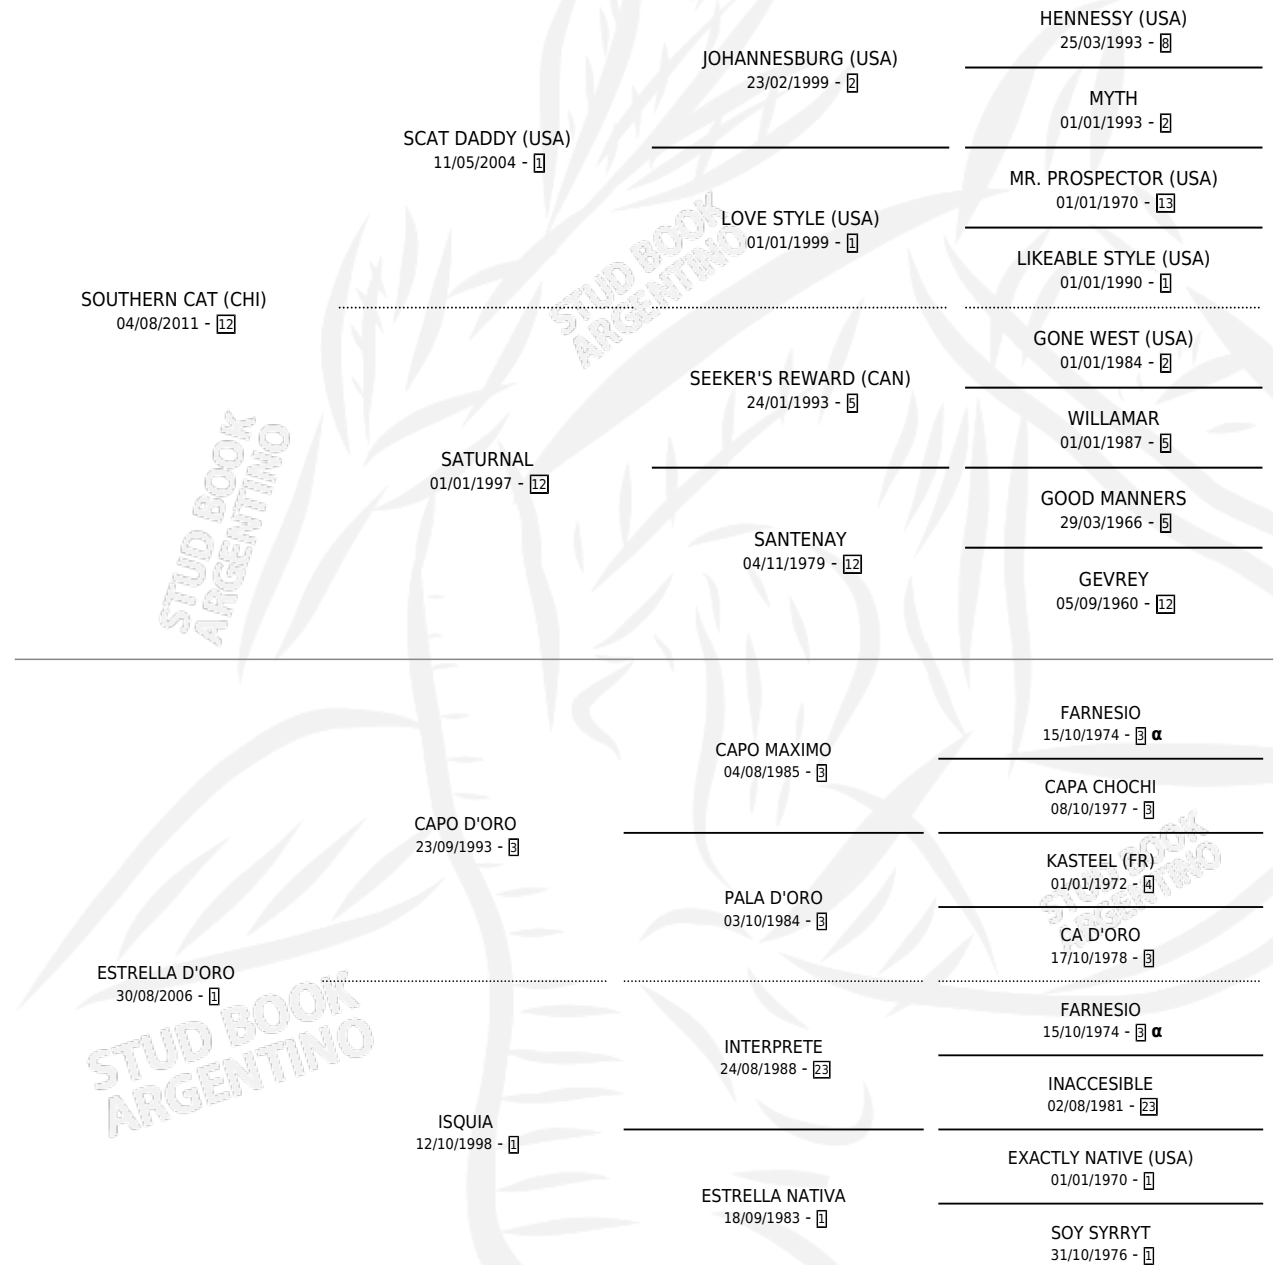 HENNESSY (USA)
25/03/1993 - 8
JOHANNESBURG (USA)
23/02/1999 - 2
MYTH
01/01/1993 - 2
SCAT DADDY (USA)
11/05/2004 - 1
MR. PROSPECTOR (USA)
01/01/1970 - 13
LOVE STYLE (USA)
01/01/1999 - 1
LIKEABLE STYLE (USA)
01/01/1990 - 1
SOUTHERN CAT (CHI)
04/08/2011 - 12
GONE WEST (USA)
01/01/1984 - 2
SEEKER'S REWARD (CAN)
24/01/1993 - 5
WILLAMAR
01/01/1987 - 5
SATURNAL
01/01/1997 - 12
GOOD MANNERS
29/03/1966 - 5
SANTENAY
04/11/1979 - 12
GEVREY
05/09/1960 - 12
FARNESIO
15/10/1974 - 3 α
CAPO MAXIMO
04/08/1985 - 3
CAPA CHOCHI
08/10/1977 - 3
CAPO D'ORO
23/09/1993 - 3
KASTEEL (FR)
01/01/1972 - 4
PALA D'ORO
03/10/1984 - 3
CA D'ORO
17/10/1978 - 3
ESTRELLA D'ORO
30/08/2006 - 1
FARNESIO
15/10/1974 - 3 α
INTERPRETE
24/08/1988 - 23
INACCESIBLE
02/08/1981 - 23
ISQUIA
12/10/1998 - 1
EXACTLY NATIVE (USA)
01/01/1970 - 1
ESTRELLA NATIVA
18/09/1983 - 1
SOY SYRRYT
31/10/1976 - 1
STUD BOOK
ARGENTINO
STUD BOOK
ARGENTINO
STUD BOOK
ARGENTINO
STUD BOOK
ARGENTINO